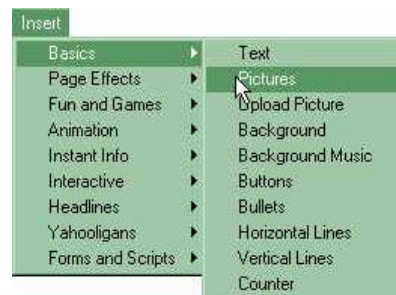 Insert
Basics
Page Effects
Fun and Games
Animation
Instant Info
Interactive
Headlines
Yahooligans
Forms and Scripts
Text
Pictures
Upload Picture
Background
Background Music
Buttons
Bullets
Horizontal Lines
Vertical Lines
Counter